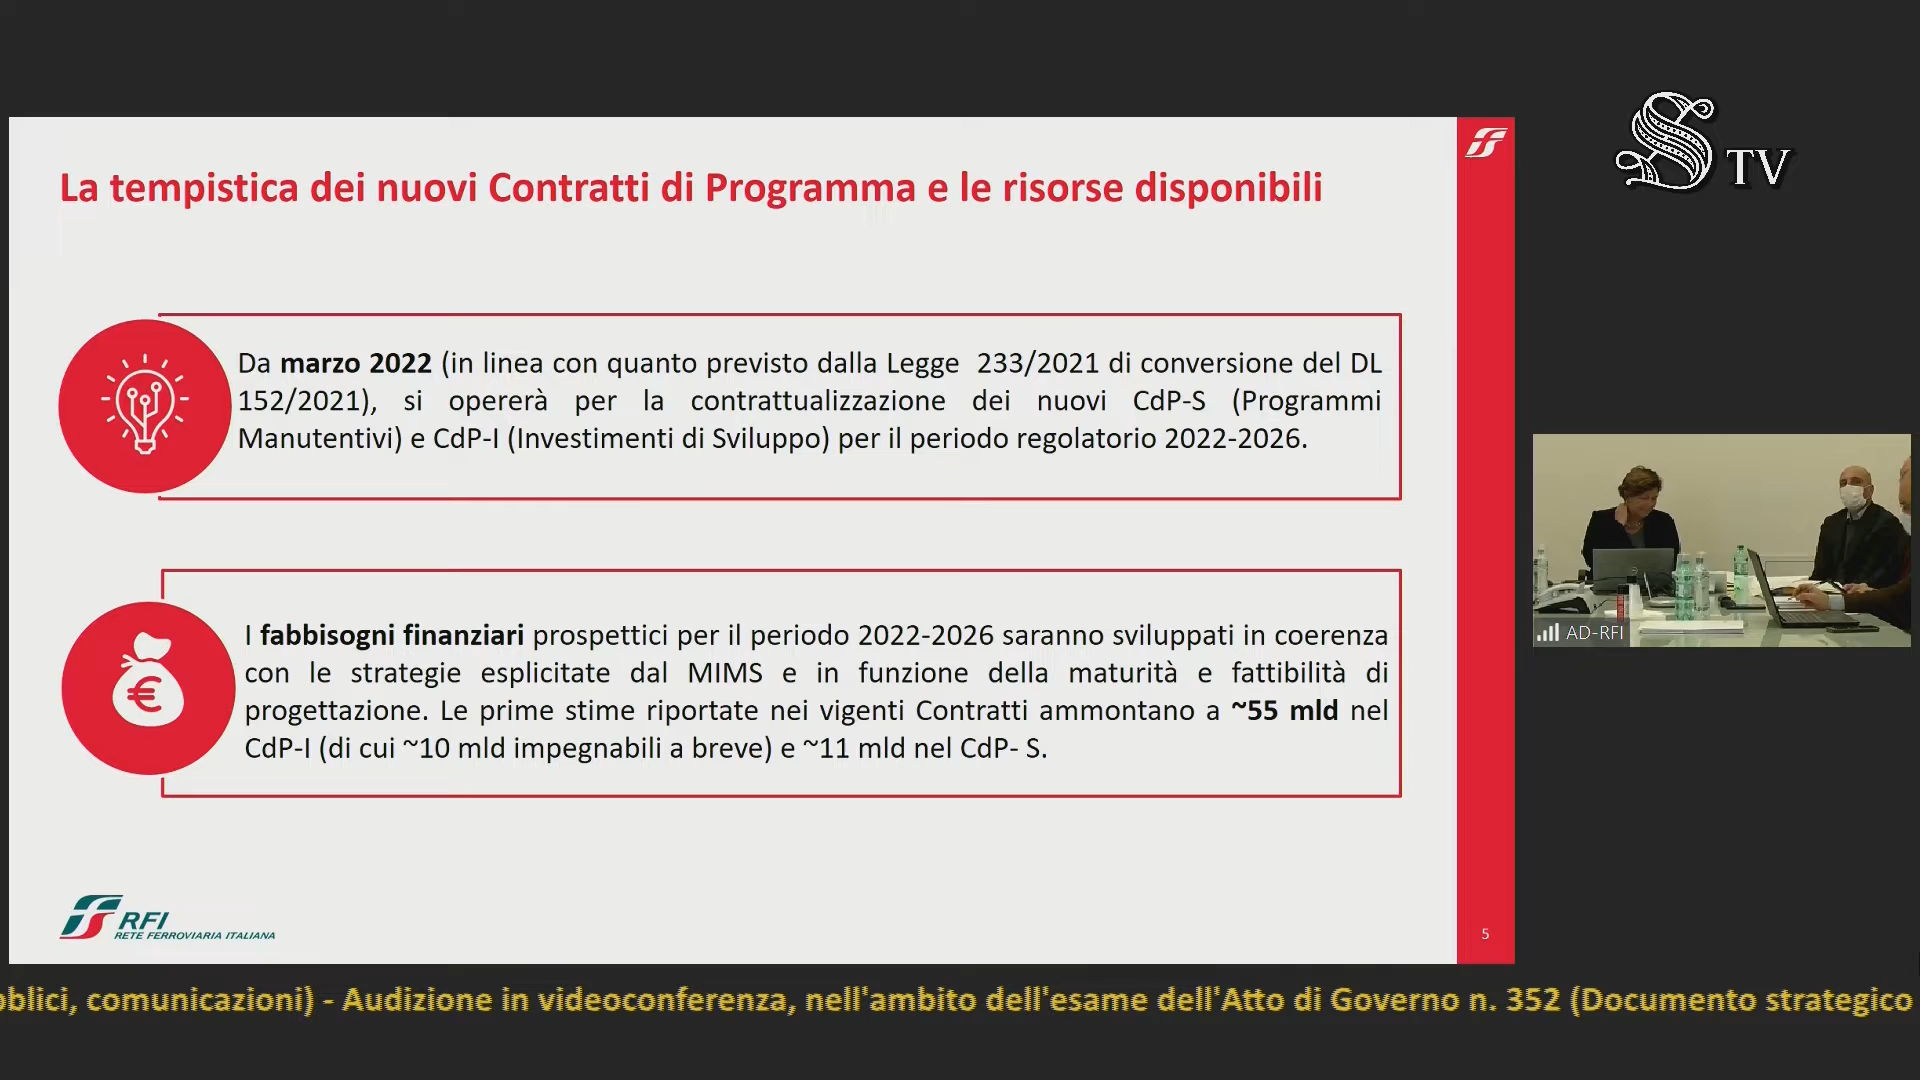 La tempistica dei nuovi Contratti di Programma e le risorse disponibili
S TV
Da marzo 2022 (in linea con quanto previsto dalla Legge 233/2021 di conversione del DL
152/2021), si opererà per la contrattualizzazione dei nuovi CdP-S (Programmi
Manutentivi) e CdP-I (Investimenti di Sviluppo) per il periodo regolatorio 2022-2026.
I fabbisogni finanziari prospettici per il periodo 2022-2026 saranno sviluppati in coerenza
con le strategie esplicitate dal MIMS e in funzione della maturità e fattibilità di
progettazione. Le prime stime riportate nei vigenti Contratti ammontano a ~55 mld nel
CdP-I (di cui ~10 mld impegnabili a breve) e ~11 mld nel CdP- S.
€
AD-RFI
RFI
RETE FERROVIARIA ITALIANA
5
bblici, comunicazioni) - Audizione in videoconferenza, nell'ambito dell'esame dell'Atto di Governo n. 352 (Documento strategico